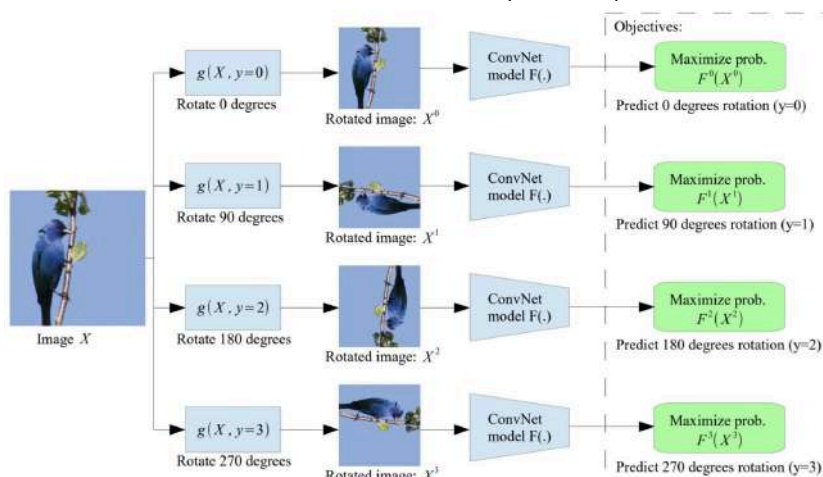 Objectives:
g(X, y=0)
Rotate 0 degrees
Rotated image: X⁰
ConvNet
model F(.)
Maximize prob.
F⁰(X⁰)
Predict 0 degrees rotation (y=0)
g(X, y=1)
Rotate 90 degrees
Rotated image: X¹
ConvNet
model F(.)
Maximize prob.
F¹(X¹)
Predict 90 degrees rotation (y=1)
Image X
g(X, y=2)
Rotate 180 degrees
Rotated image: X²
ConvNet
model F(.)
Maximize prob.
F²(X²)
Predict 180 degrees rotation (y=2)
g(X, y=3)
Rotate 270 degrees
Rotated image: X³
ConvNet
model F(.)
Maximize prob.
F³(X³)
Predict 270 degrees rotation (y=3)